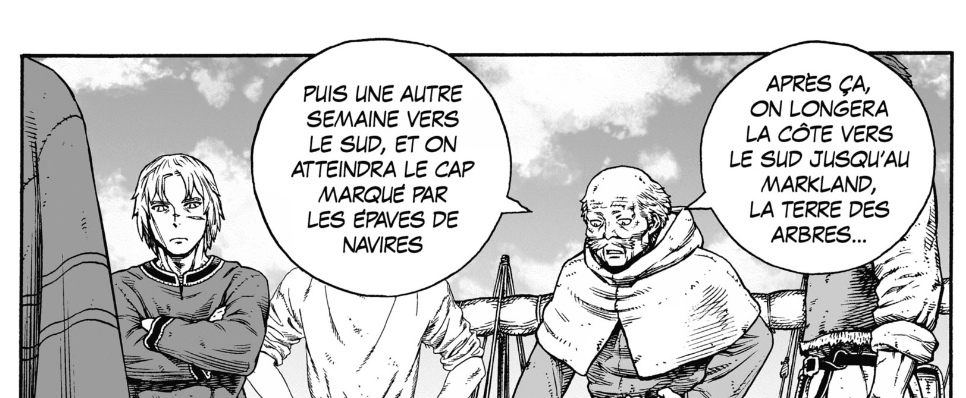 APRÈS ÇA,
ON LONGERA
LA CÔTE VERS
LE SUD JUSQU'AU
MARKLAND,
LA TERRE DES
ARBRES...
PUIS UNE AUTRE
SEMAINE VERS
LE SUD, ET ON
ATTEINDRA LE CAP
MARQUÉ PAR
LES ÉPAVES DE
NAVIRES